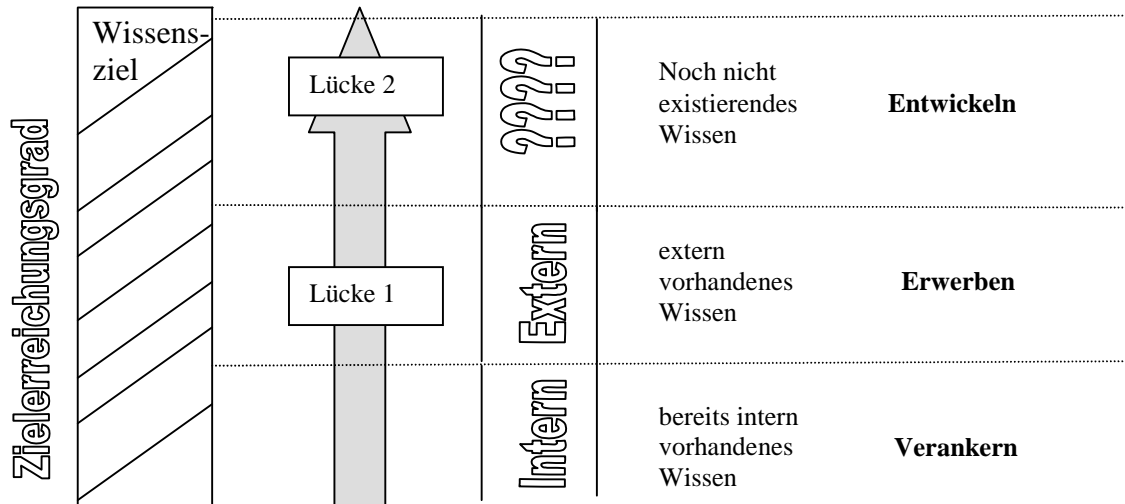 Zielerreichungsgrad
Wissens-
ziel
Lücke 2
????
Noch nicht
existierendes
Wissen
Entwickeln
Lücke 1
Extern
extern
vorhandenes
Wissen
Erwerben
Intern
bereits intern
vorhandenes
Wissen
Verankern